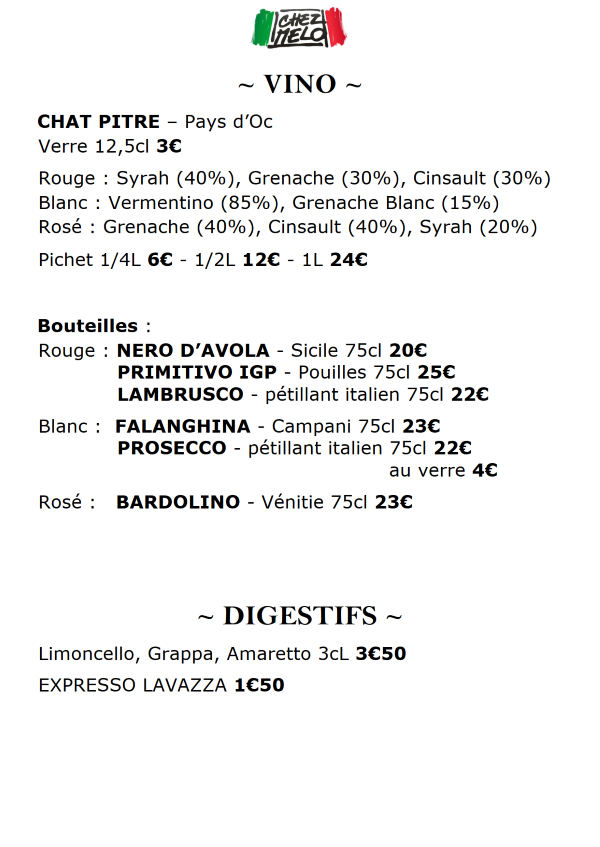 CHEZ
MELO
~ VINO ~
CHAT PITRE – Pays d’Oc
Verre 12,5cl 3€
Rouge : Syrah (40%), Grenache (30%), Cinsault (30%)
Blanc : Vermentino (85%), Grenache Blanc (15%)
Rosé : Grenache (40%), Cinsault (40%), Syrah (20%)
Pichet 1/4L 6€ - 1/2L 12€ - 1L 24€
Bouteilles :
Rouge : NERO D’AVOLA - Sicile 75cl 20€
PRIMITIVO IGP - Pouilles 75cl 25€
LAMBRUSCO - pétillant italien 75cl 22€
Blanc : FALANGHINA - Campani 75cl 23€
PROSECCO - pétillant italien 75cl 22€
au verre 4€
Rosé : BARDOLINO - Vénitie 75cl 23€
~ DIGESTIFS ~
Limoncello, Grappa, Amaretto 3cL 3€50
EXPRESSO LAVAZZA 1€50